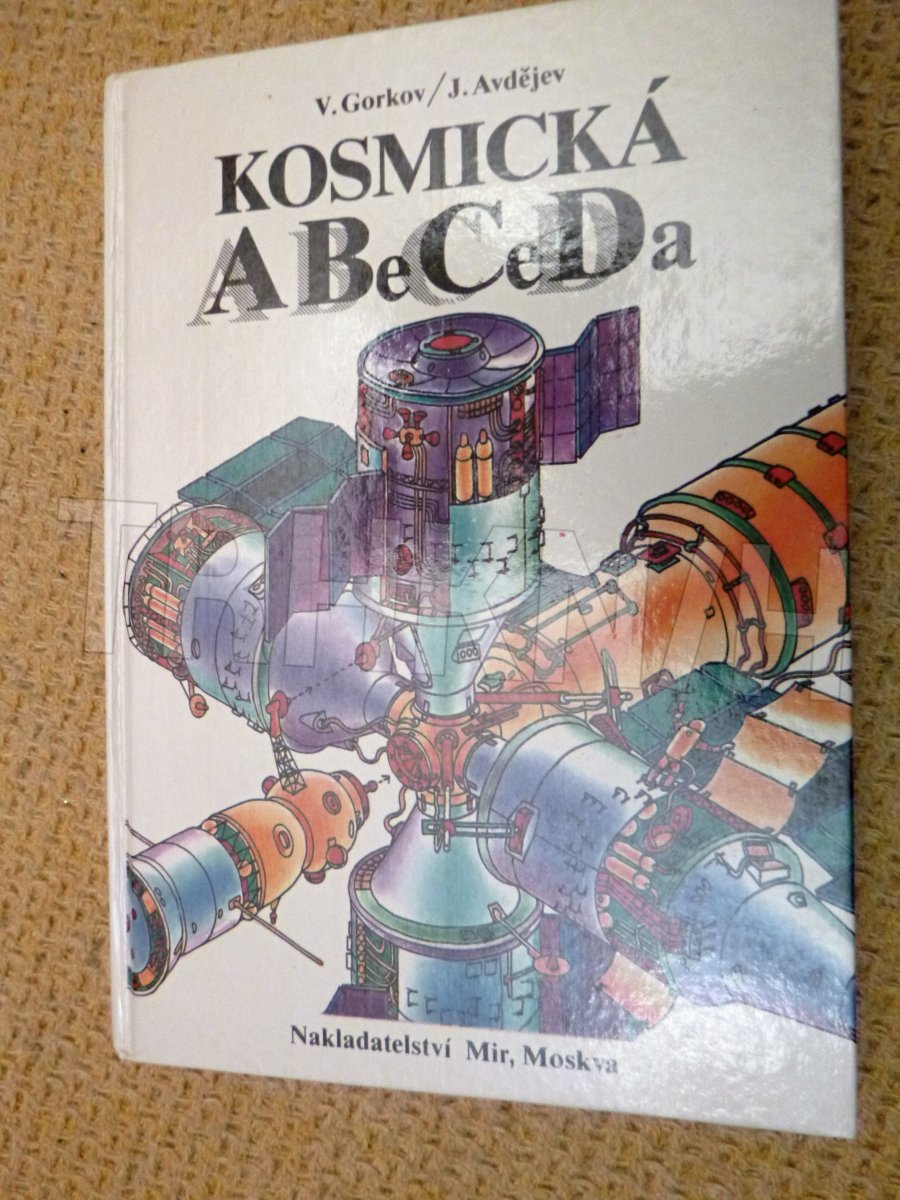 V. Gorkov/J. Avdějev
KOSMICKÁ
ABeCeDa
Nakladatelství Mir, Moskva